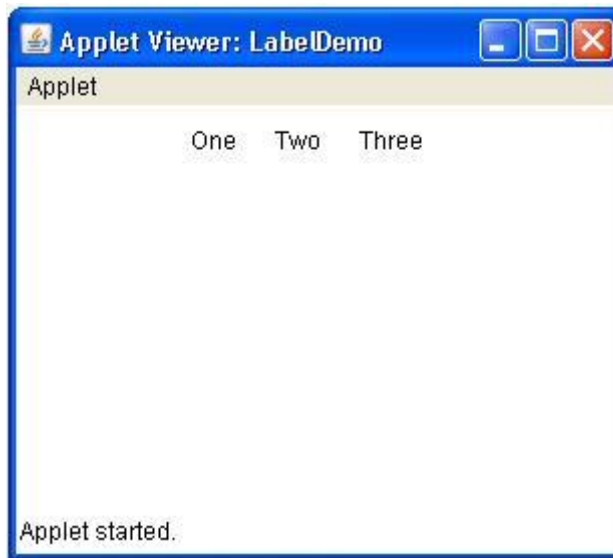 Applet Viewer: LabelDemo
Applet
One Two Three
Applet started.